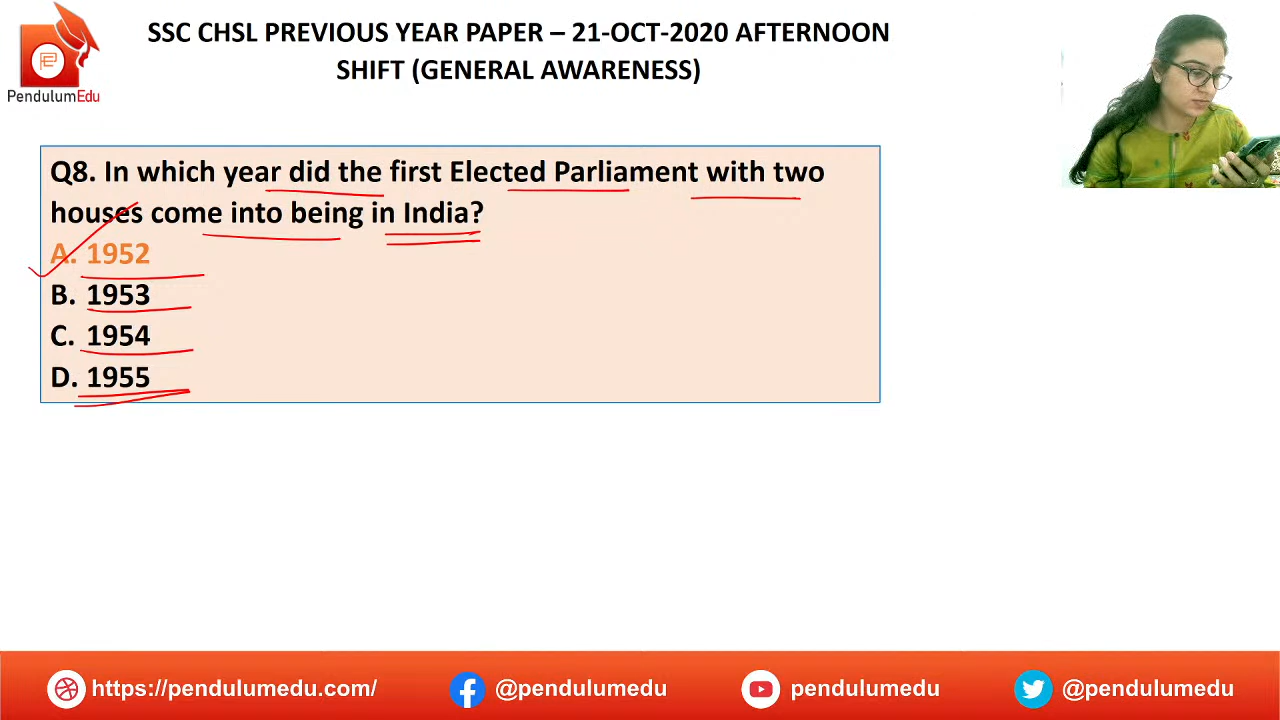 SSC CHSL PREVIOUS YEAR PAPER – 21-OCT-2020 AFTERNOON
SHIFT (GENERAL AWARENESS)
PendulumEdu
Q8. In which year did the first Elected Parliament with two
houses come into being in India?
A. 1952
B. 1953
C. 1954
D. 1955
https://pendulumedu.com/
@pendulumedu
pendulumedu
@pendulumedu